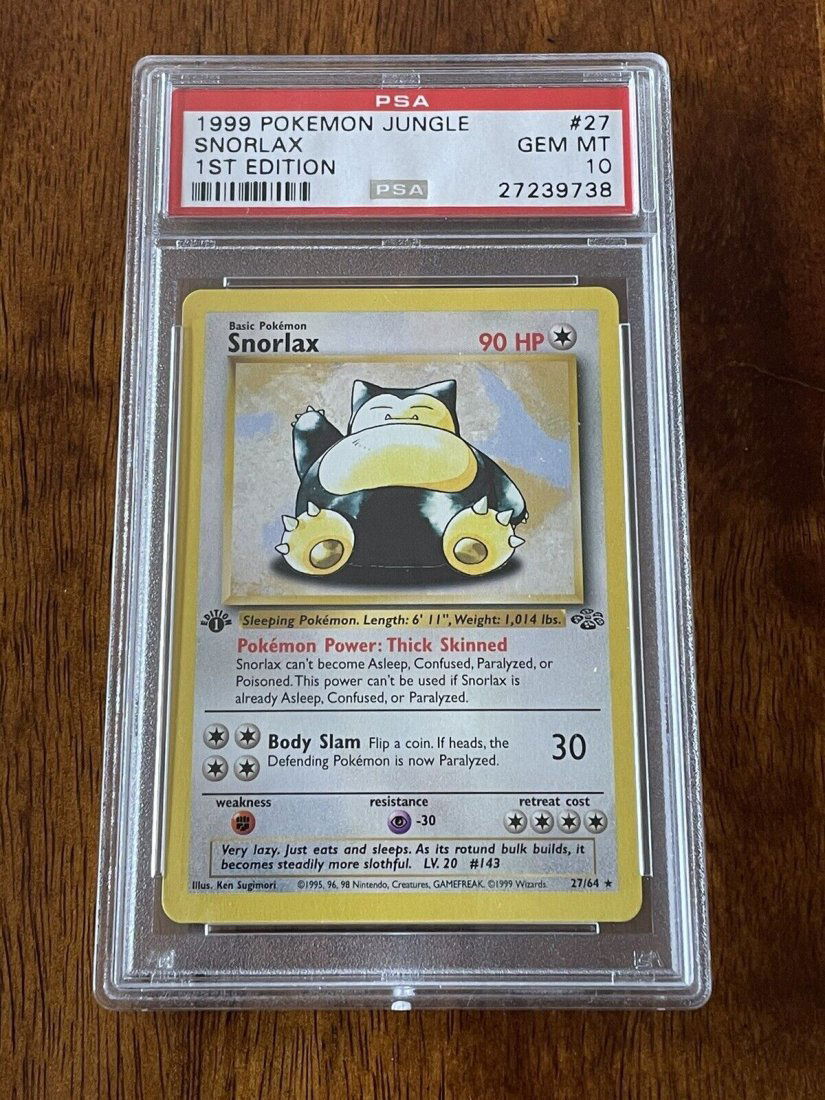 PSA
1999 POKEMON JUNGLE #27
SNORLAX GEM MT
1ST EDITION 10
PSA 27239738
Basic Pokémon
Snorlax 90 HP
EDITION 1
Sleeping Pokémon. Length: 6' 11", Weight: 1,014 lbs.
Pokémon Power: Thick Skinned
Snorlax can't become Asleep, Confused, Paralyzed, or
Poisoned. This power can't be used if Snorlax is
already Asleep, Confused, or Paralyzed.
Body Slam Flip a coin. If heads, the 30
Defending Pokémon is now Paralyzed.
weakness resistance retreat cost
-30
Very lazy. Just eats and sleeps. As its rotund bulk builds, it
becomes steadily more slothful. LV. 20 #143
Illus. Ken Sugimori ©1995, 96, 98 Nintendo, Creatures, GAMEFREAK. ©1999 Wizards. 27/64 ★